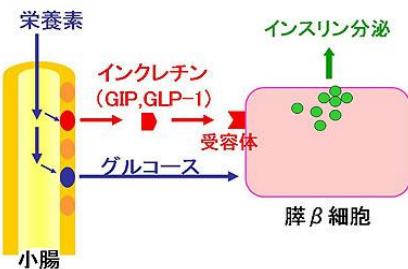 栄養素
インスリン分泌
インクレチン
(GIP,GLP-1)
受容体
グルコース
膵β細胞
小腸